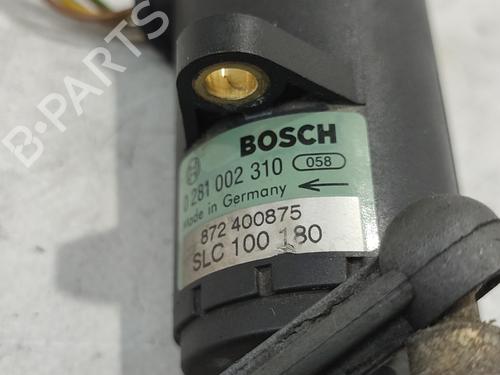 BOSCH
0 281 002 310 058
Made in Germany
872 400875
SLC 100 180
B-PARTS